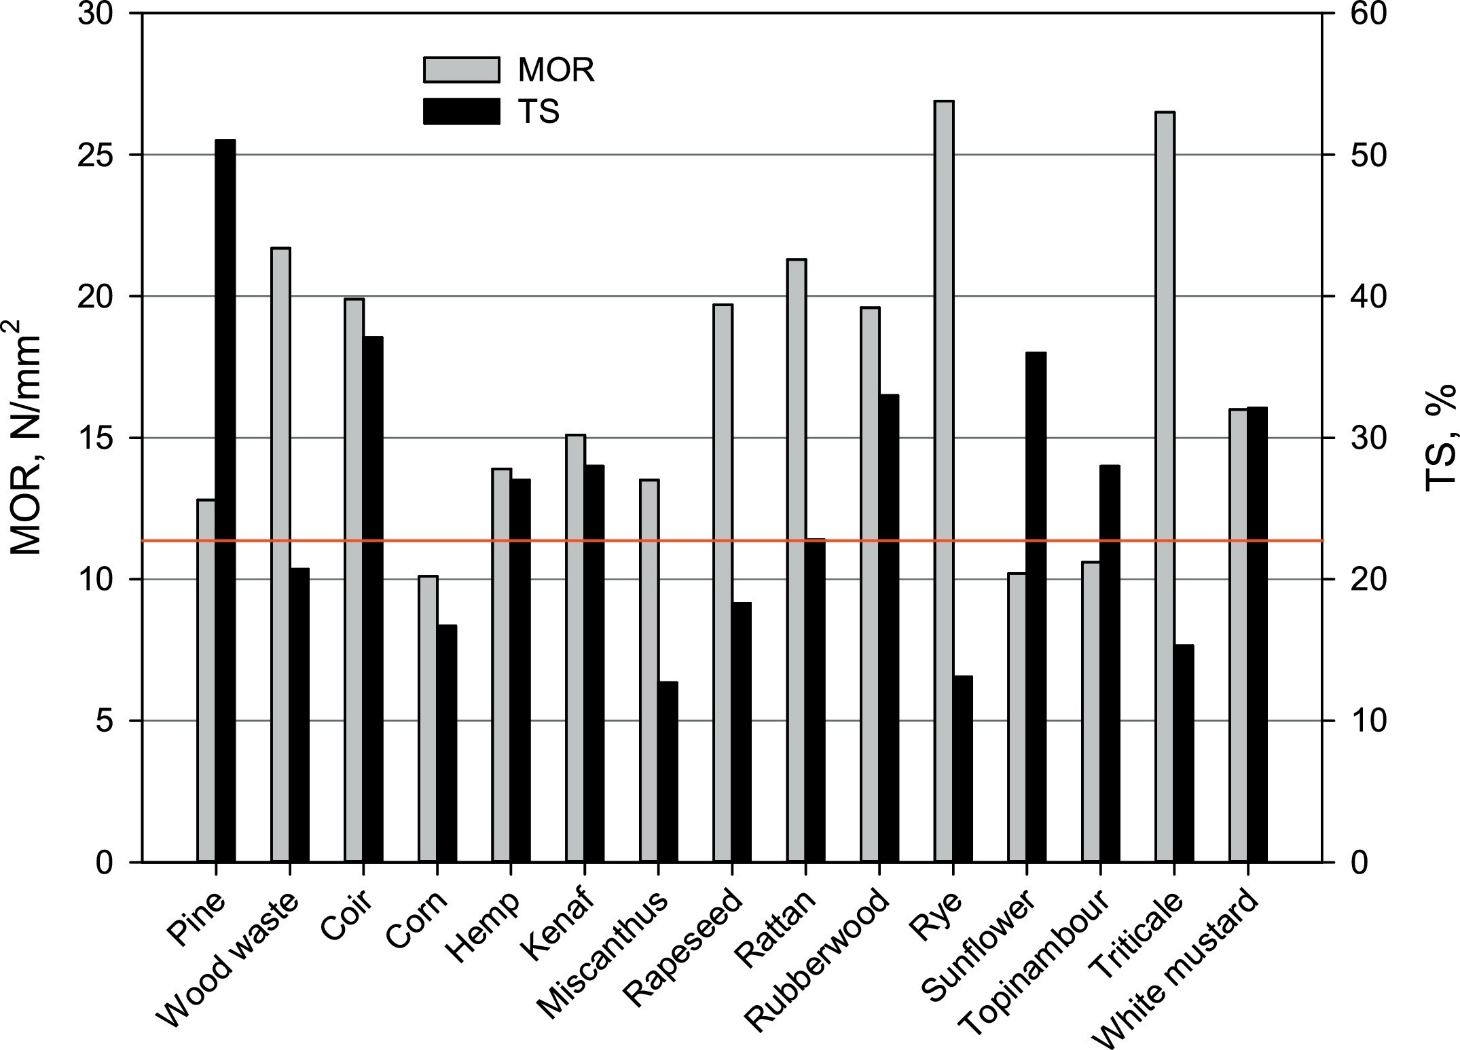 MOR
TS
30
25
20
15
10
5
0
MOR, N/mm²
60
50
40
30
20
10
0
TS, %
Pine
Wood waste
Coir
Corn
Hemp
Kenaf
Miscanthus
Rapeseed
Rattan
Rubberwood
Rye
Sunflower
Topinambour
Triticale
White mustard